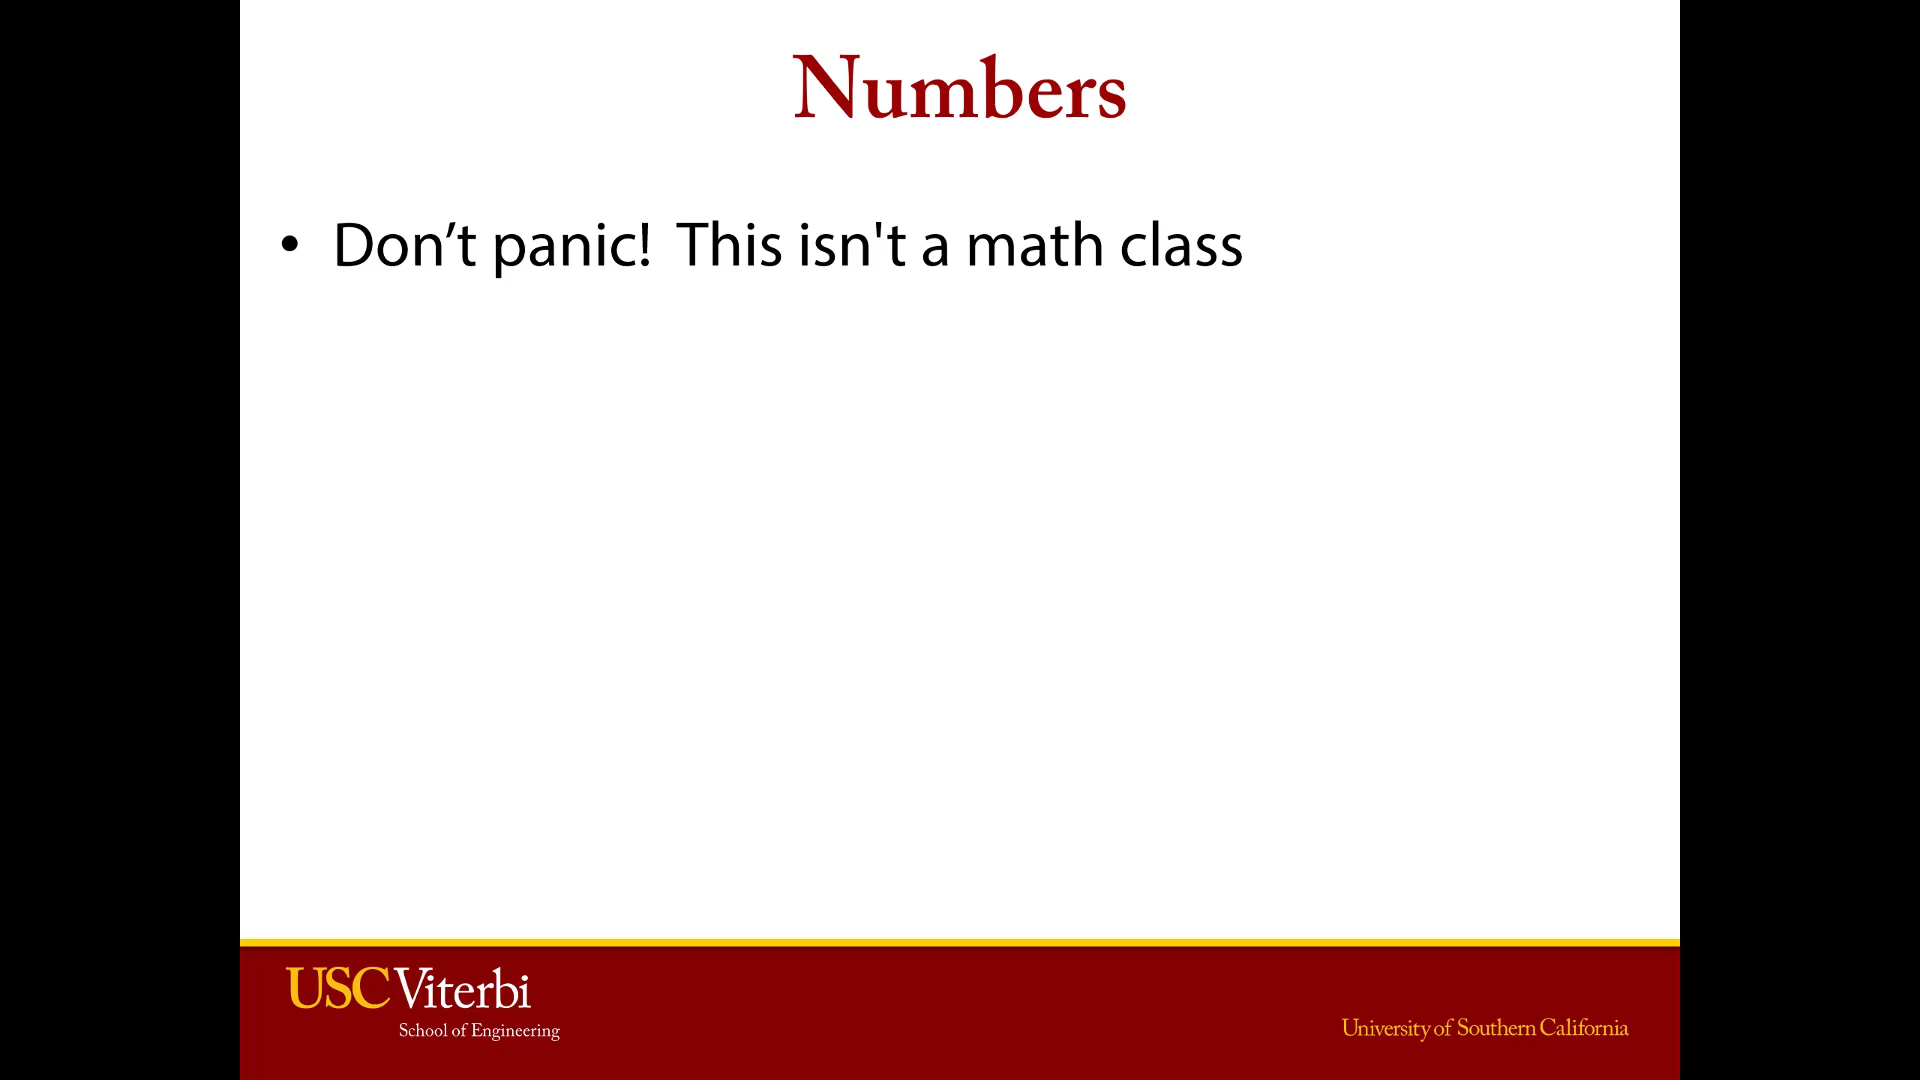 Numbers
• Don’t panic!  This isn't a math class
USC Viterbi
School of Engineering
University of Southern California